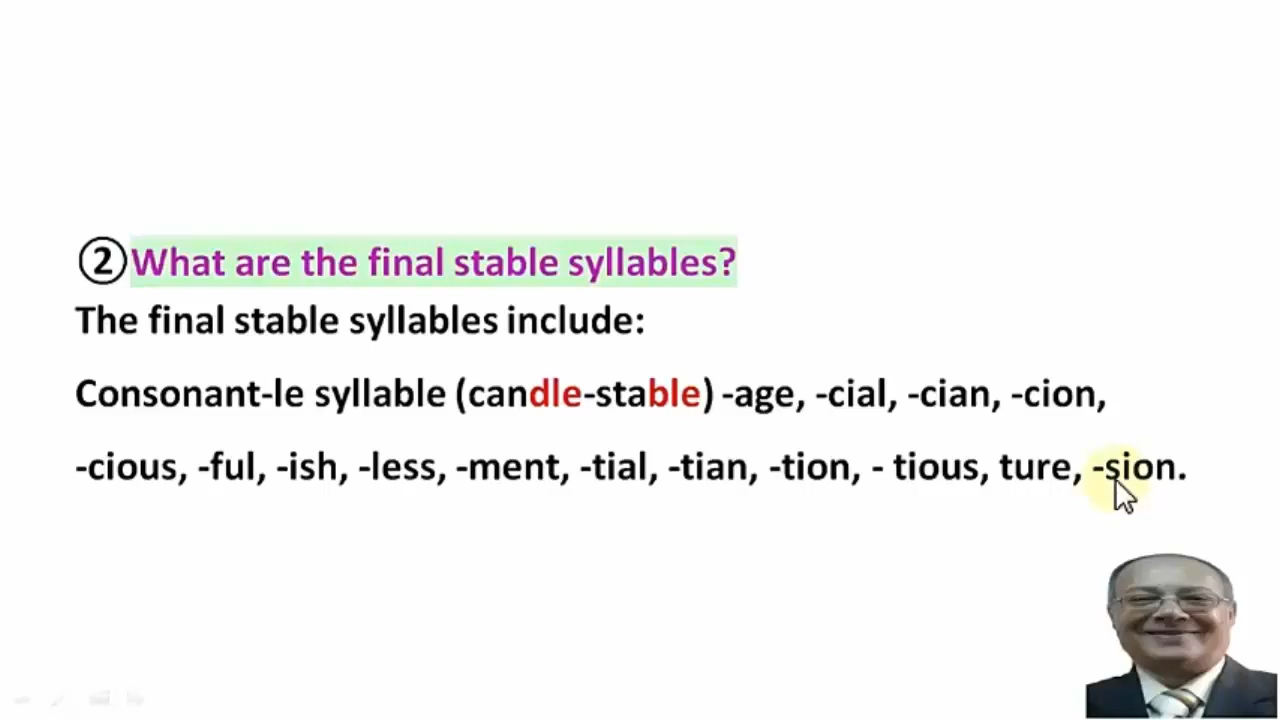 ②What are the final stable syllables?
The final stable syllables include:
Consonant-le syllable (candle-stable) -age, -cial, -cian, -cion,
-cious, -ful, -ish, -less, -ment, -tial, -tian, -tion, - tious, ture, -sion.